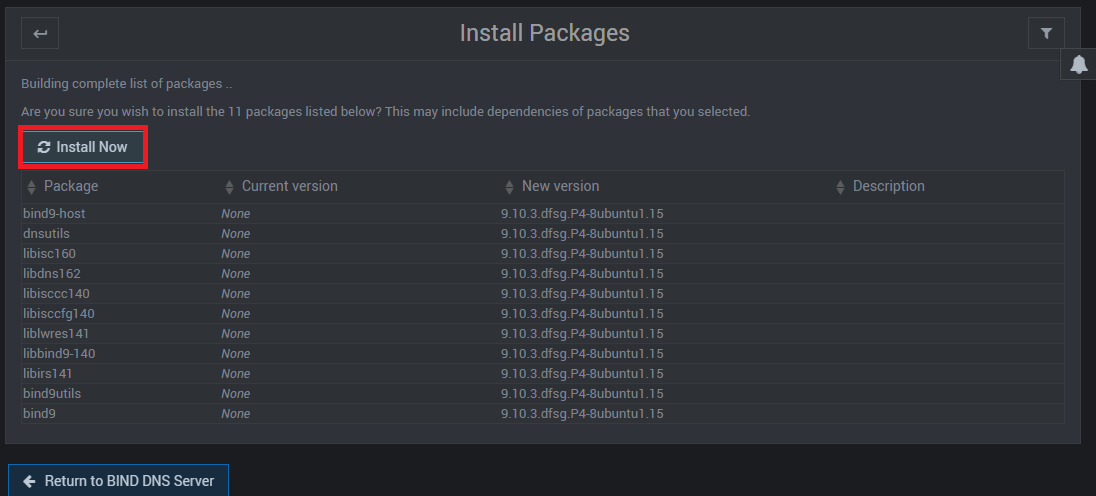 Install Packages
Building complete list of packages ..
Are you sure you wish to install the 11 packages listed below? This may include dependencies of packages that you selected.
Install Now
Package Current version New version Description
bind9-host None 9.10.3.dfsg.P4-8ubuntu1.15
dnsutils None 9.10.3.dfsg.P4-8ubuntu1.15
libisc160 None 9.10.3.dfsg.P4-8ubuntu1.15
libdns162 None 9.10.3.dfsg.P4-8ubuntu1.15
libisccc140 None 9.10.3.dfsg.P4-8ubuntu1.15
libisccfg140 None 9.10.3.dfsg.P4-8ubuntu1.15
liblwres141 None 9.10.3.dfsg.P4-8ubuntu1.15
libbind9-140 None 9.10.3.dfsg.P4-8ubuntu1.15
libirs141 None 9.10.3.dfsg.P4-8ubuntu1.15
bind9utils None 9.10.3.dfsg.P4-8ubuntu1.15
bind9 None 9.10.3.dfsg.P4-8ubuntu1.15
Return to BIND DNS Server